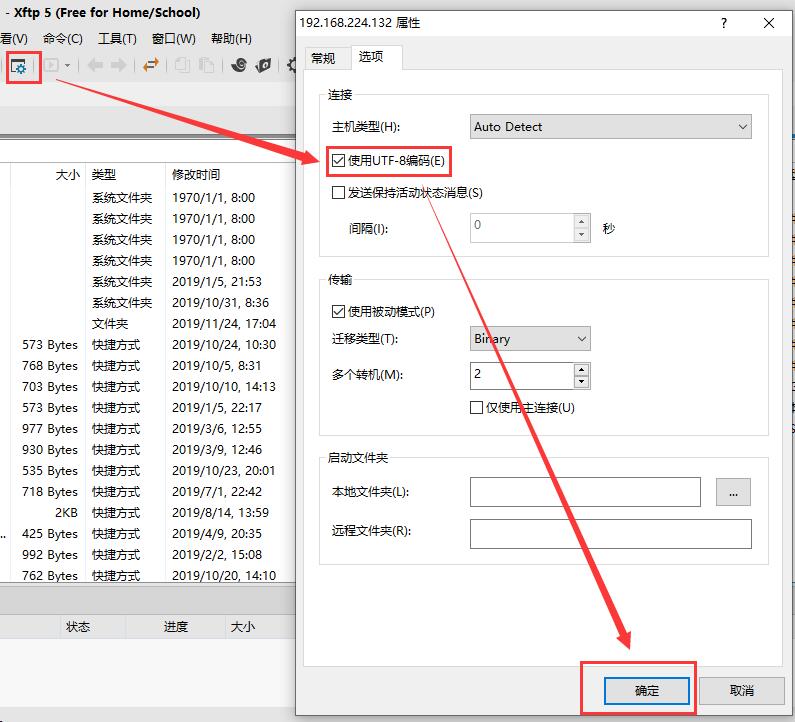 - Xftp 5 (Free for Home/School)
看(V) 命令(C) 工具(T) 窗口(W) 帮助(H)
大小 类型 修改时间
系统文件夹 1970/1/1, 8:00
系统文件夹 1970/1/1, 8:00
系统文件夹 1970/1/1, 8:00
系统文件夹 1970/1/1, 8:00
系统文件夹 2019/1/5, 21:53
系统文件夹 2019/10/31, 8:36
文件夹 2019/11/24, 17:04
573 Bytes 快捷方式 2019/10/24, 10:30
768 Bytes 快捷方式 2019/10/5, 8:31
703 Bytes 快捷方式 2019/10/10, 14:13
573 Bytes 快捷方式 2019/1/5, 22:17
977 Bytes 快捷方式 2019/3/6, 12:55
930 Bytes 快捷方式 2019/3/9, 12:46
535 Bytes 快捷方式 2019/10/23, 20:01
718 Bytes 快捷方式 2019/7/1, 22:42
2KB 快捷方式 2019/8/14, 13:59
.. 425 Bytes 快捷方式 2019/4/9, 20:35
992 Bytes 快捷方式 2019/2/2, 15:08
762 Bytes 快捷方式 2019/10/20, 14:10
状态 进度 大小
192.168.224.132 属性
常规 选项
连接
主机类型(H): Auto Detect
使用UTF-8编码(E)
发送保持活动状态消息(S)
间隔(I): 0 秒
传输
使用被动模式(P)
迁移类型(T): Binary
多个转机(M): 2
仅使用主连接(U)
启动文件夹
本地文件夹(L): ...
远程文件夹(R):
确定 取消